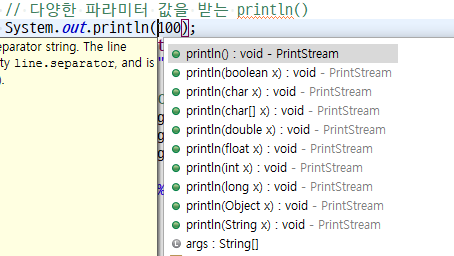 // 다양한 파라미터 값을 받는 println()
System.out.println(100);
eparator string. The line
ty line.separator, and is
).
println() : void - PrintStream
println(boolean x) : void - PrintStream
println(char x) : void - PrintStream
println(char[] x) : void - PrintStream
println(double x) : void - PrintStream
println(float x) : void - PrintStream
println(int x) : void - PrintStream
println(long x) : void - PrintStream
println(Object x) : void - PrintStream
println(String x) : void - PrintStream
args : String[]